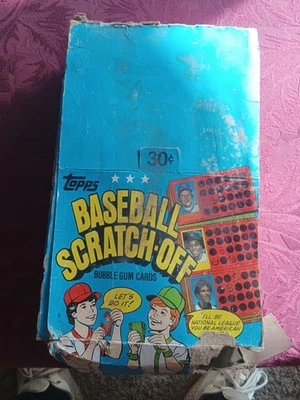 30¢
Topps
BASEBALL
SCRATCH-OFF
BUBBLE GUM CARDS
LET'S
DO IT!
I'LL BE
NATIONAL LEAGUE
YOU BE AMERICAN